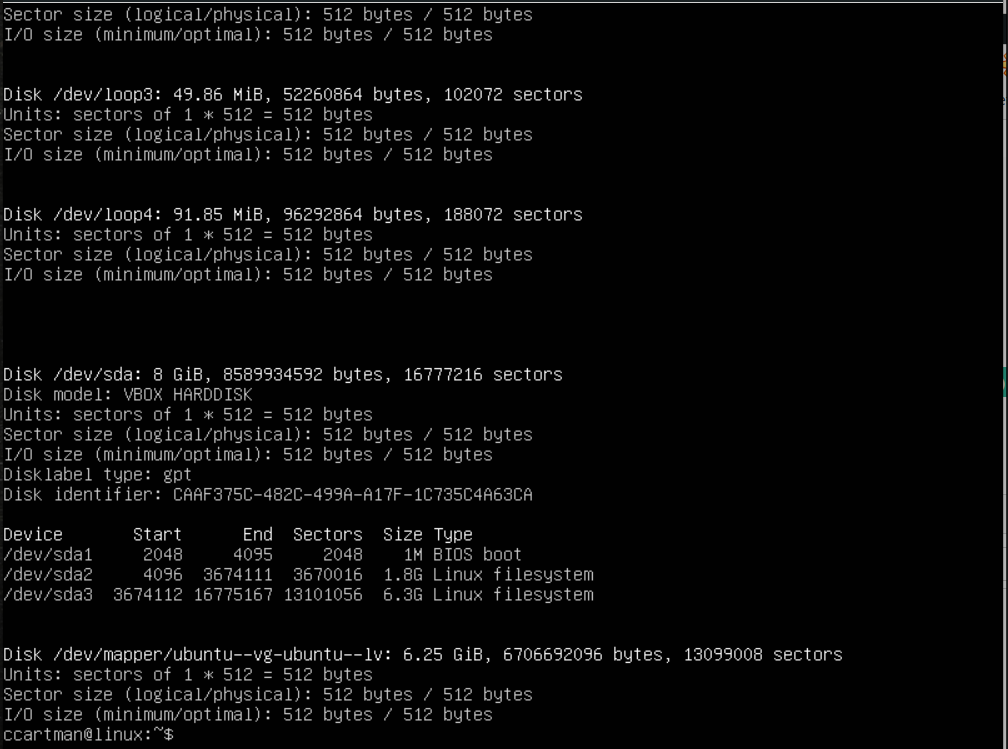 Sector size (logical/physical): 512 bytes / 512 bytes
I/O size (minimum/optimal): 512 bytes / 512 bytes
Disk /dev/loop3: 49.86 MiB, 52260864 bytes, 102072 sectors
Units: sectors of 1 * 512 = 512 bytes
Sector size (logical/physical): 512 bytes / 512 bytes
I/O size (minimum/optimal): 512 bytes / 512 bytes
Disk /dev/loop4: 91.85 MiB, 96292864 bytes, 188072 sectors
Units: sectors of 1 * 512 = 512 bytes
Sector size (logical/physical): 512 bytes / 512 bytes
I/O size (minimum/optimal): 512 bytes / 512 bytes
Disk /dev/sda: 8 GiB, 8589934592 bytes, 16777216 sectors
Disk model: VBOX HARDDISK
Units: sectors of 1 * 512 = 512 bytes
Sector size (logical/physical): 512 bytes / 512 bytes
I/O size (minimum/optimal): 512 bytes / 512 bytes
Disklabel type: gpt
Disk identifier: CAAF375C-482C-499A-A17F-1C735C4A63CA
Device Start End Sectors Size Type
/dev/sda1 2048 4095 2048 1M BIOS boot
/dev/sda2 4096 3674111 3670016 1.8G Linux filesystem
/dev/sda3 3674112 16775167 13101056 6.3G Linux filesystem
Disk /dev/mapper/ubuntu--vg-ubuntu--lv: 6.25 GiB, 6706692096 bytes, 13099008 sectors
Units: sectors of 1 * 512 = 512 bytes
Sector size (logical/physical): 512 bytes / 512 bytes
I/O size (minimum/optimal): 512 bytes / 512 bytes
ccartman@linux:~$